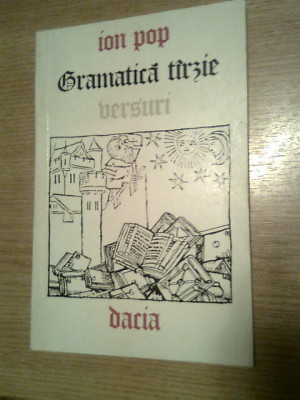 ion pop
Gramatică tîrzie
versuri
dacia